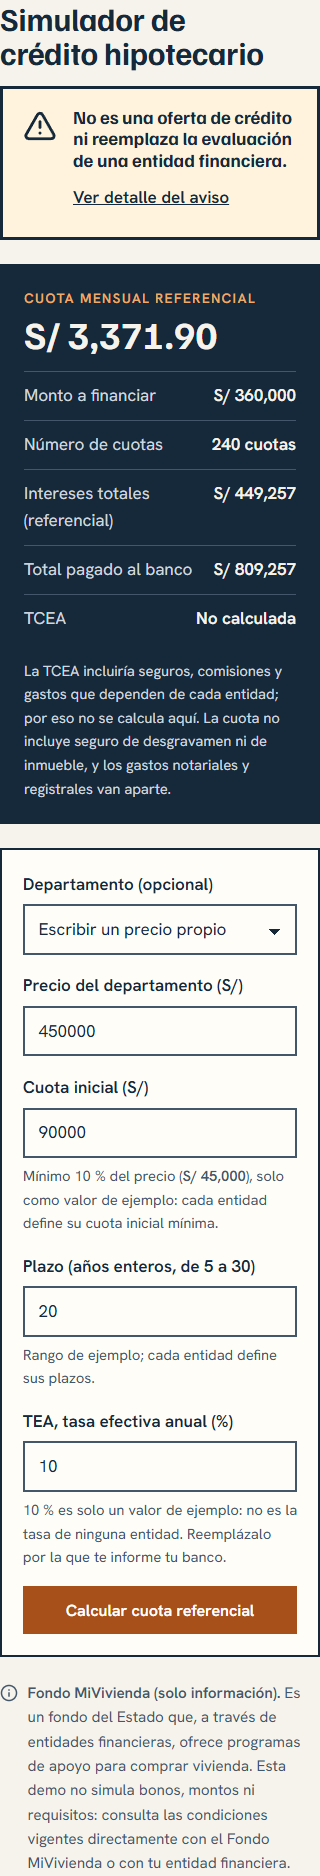 Simulador de
crédito hipotecario
No es una oferta de crédito
ni reemplaza la evaluación
de una entidad financiera.
Ver detalle del aviso
CUOTA MENSUAL REFERENCIAL
S/ 3,371.90
Monto a financiar S/ 360,000
Número de cuotas 240 cuotas
Intereses totales S/ 449,257
(referencial)
Total pagado al banco S/ 809,257
TCEA No calculada
La TCEA incluiría seguros, comisiones y
gastos que dependen de cada entidad;
por eso no se calcula aquí. La cuota no
incluye seguro de desgravamen ni de
inmueble, y los gastos notariales y
registrales van aparte.
Departamento (opcional)
Escribir un precio propio
Precio del departamento (S/)
450000
Cuota inicial (S/)
90000
Mínimo 10 % del precio (S/ 45,000), solo
como valor de ejemplo: cada entidad
define su cuota inicial mínima.
Plazo (años enteros, de 5 a 30)
20
Rango de ejemplo; cada entidad define
sus plazos.
TEA, tasa efectiva anual (%)
10
10 % es solo un valor de ejemplo: no es la
tasa de ninguna entidad. Reemplázalo
por la que te informe tu banco.
Calcular cuota referencial
Fondo MiVivienda (solo información). Es
un fondo del Estado que, a través de
entidades financieras, ofrece programas
de apoyo para comprar vivienda. Esta
demo no simula bonos, montos ni
requisitos: consulta las condiciones
vigentes directamente con el Fondo
MiVivienda o con tu entidad financiera.